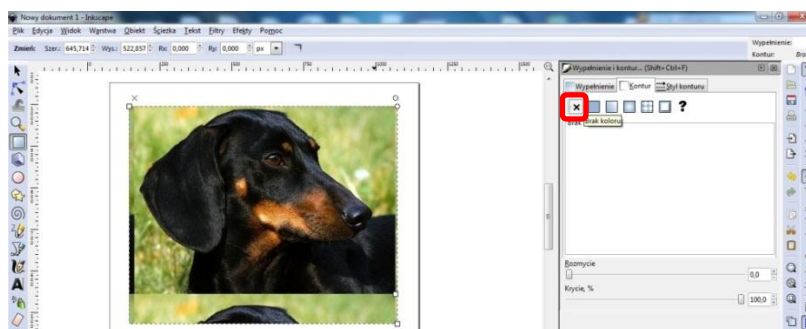 Nowy dokument 1 - Inkscape
Plik Edycja Widok Warstwa Obiekt Ścieżka Tekst Filtry Efekty Pomoc
Zmień: Szer.: 645,714 Wys.: 522,857 Rx: 0,000 Ry: 0,000 px
Wypełnienie:
Kontur:
Wypełnienie i kontur... (Shift+Ctrl+F)
Wypełnienie Kontur Styl konturu
?
Brak koloru
Rozmycie
0,0
Krycie, %
100,0